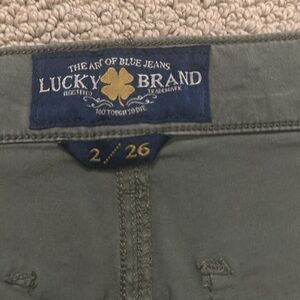 THE ART OF BLUE JEANS
LUCKY BRAND
REGISTERED TRADEMARK
TOO TOUGH TO DIE
2 26